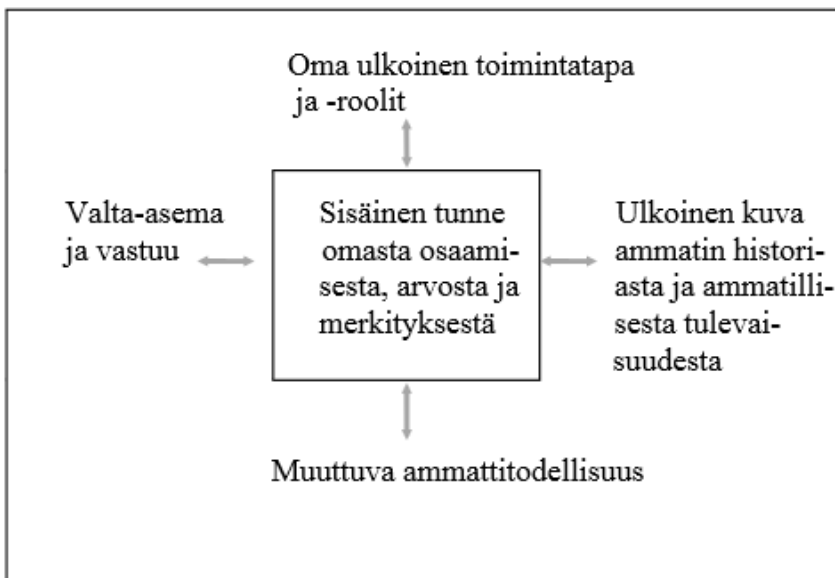 Oma ulkoinen toimintatapa
ja -roolit
Valta-asema
ja vastuu
Sisäinen tunne
omasta osaami-
sesta, arvosta ja
merkityksestä
Ulkoinen kuva
ammatin histori-
asta ja ammatilli-
sesta tulevai-
suudesta
Muuttuva ammattitodellisuus